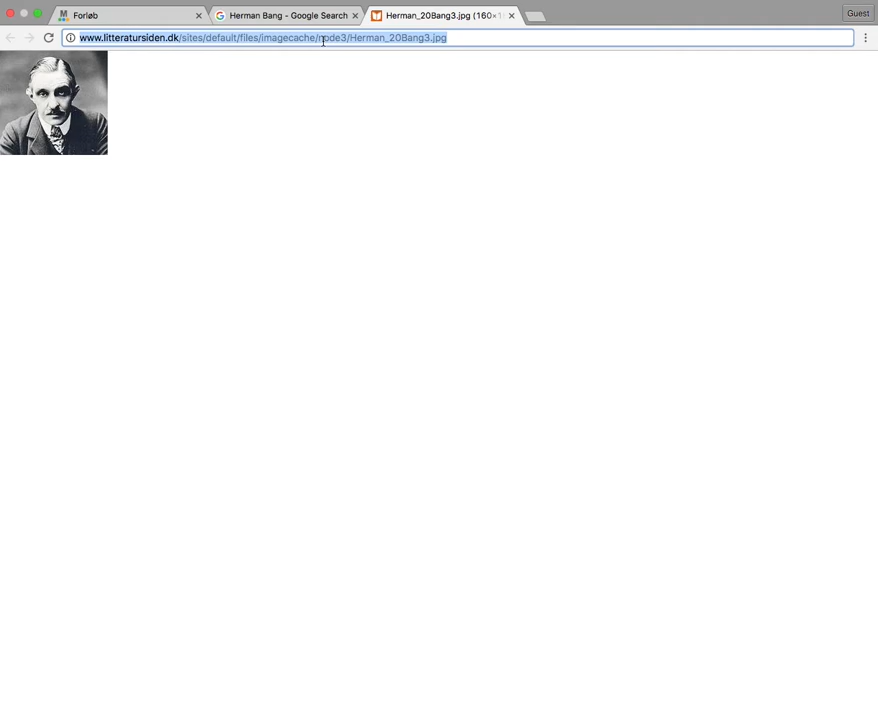 Forløb
Herman Bang - Google Search
Herman_20Bang3.jpg (160×1
Guest
www.litteratursiden.dk/sites/default/files/imagecache/node3/Herman_20Bang3.jpg